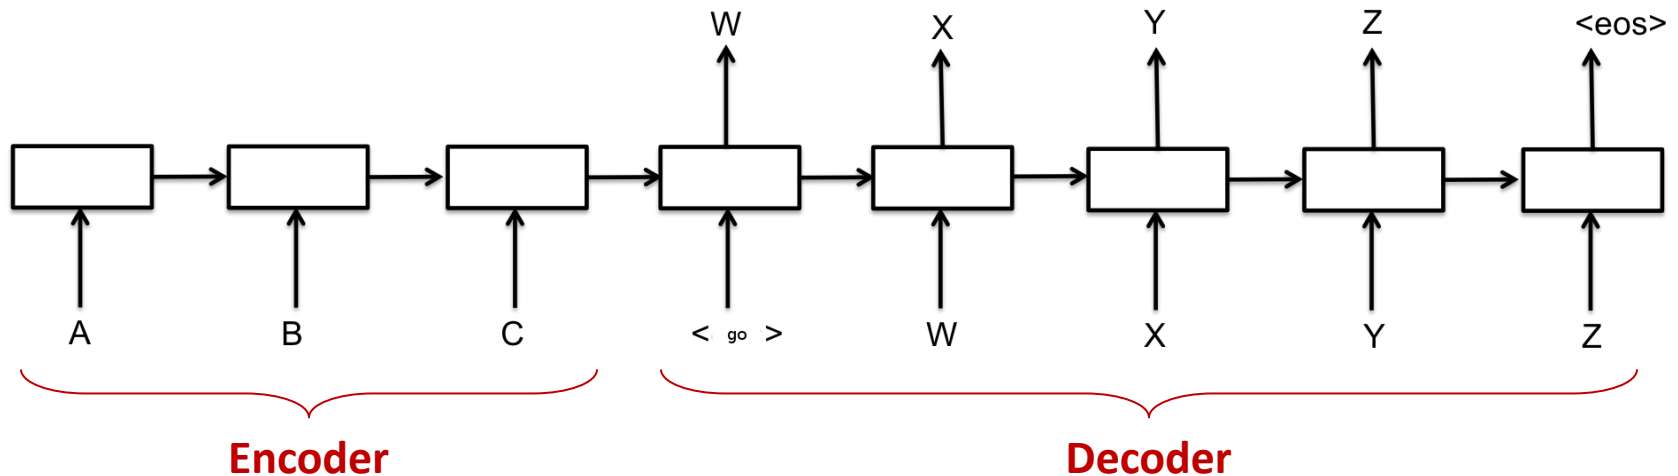 W X Y Z <eos>
A B C < go > W X Y Z
Encoder Decoder